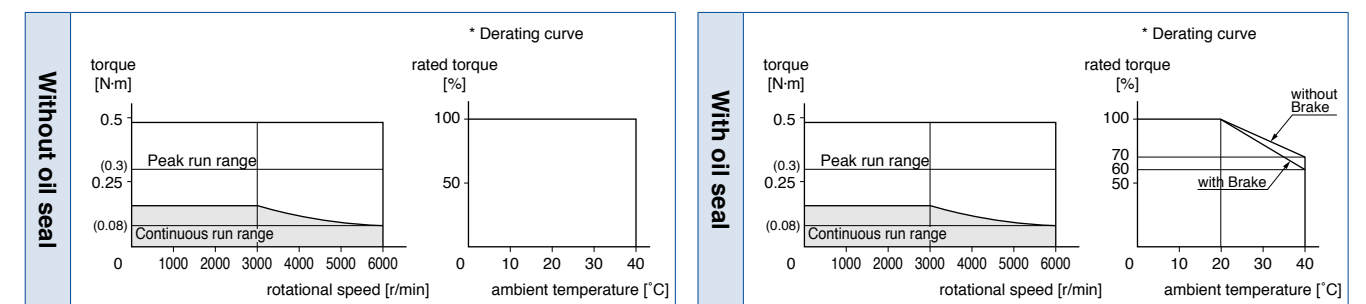 Without oil seal
* Derating curve
torque
[N·m]
rated torque
[%]
0.5
(0.3)
0.25
(0.08)
Peak run range
Continuous run range
0 1000 2000 3000 4000 5000 6000
rotational speed [r/min]
100
50
0 10 20 30 40
ambient temperature [˚C]
With oil seal
* Derating curve
torque
[N·m]
rated torque
[%]
0.5
(0.3)
0.25
(0.08)
Peak run range
Continuous run range
0 1000 2000 3000 4000 5000 6000
rotational speed [r/min]
without
Brake
100
70
60
50
with Brake
0 10 20 30 40
ambient temperature [˚C]